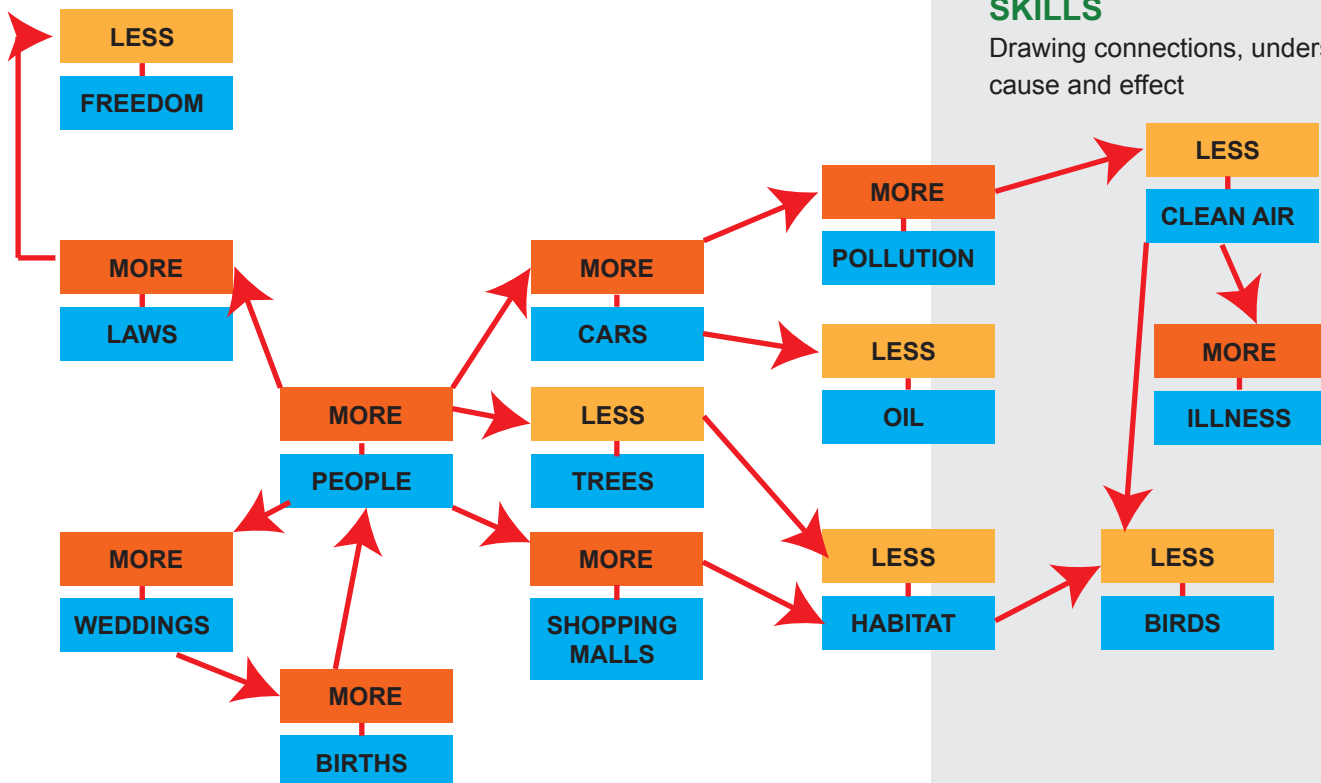 SKILLS
Drawing connections, unders
cause and effect
LESS
FREEDOM
MORE
LAWS
MORE
PEOPLE
MORE
WEDDINGS
MORE
BIRTHS
MORE
CARS
LESS
TREES
MORE
SHOPPING
MALLS
MORE
POLLUTION
LESS
OIL
LESS
HABITAT
LESS
CLEAN AIR
MORE
ILLNESS
LESS
BIRDS